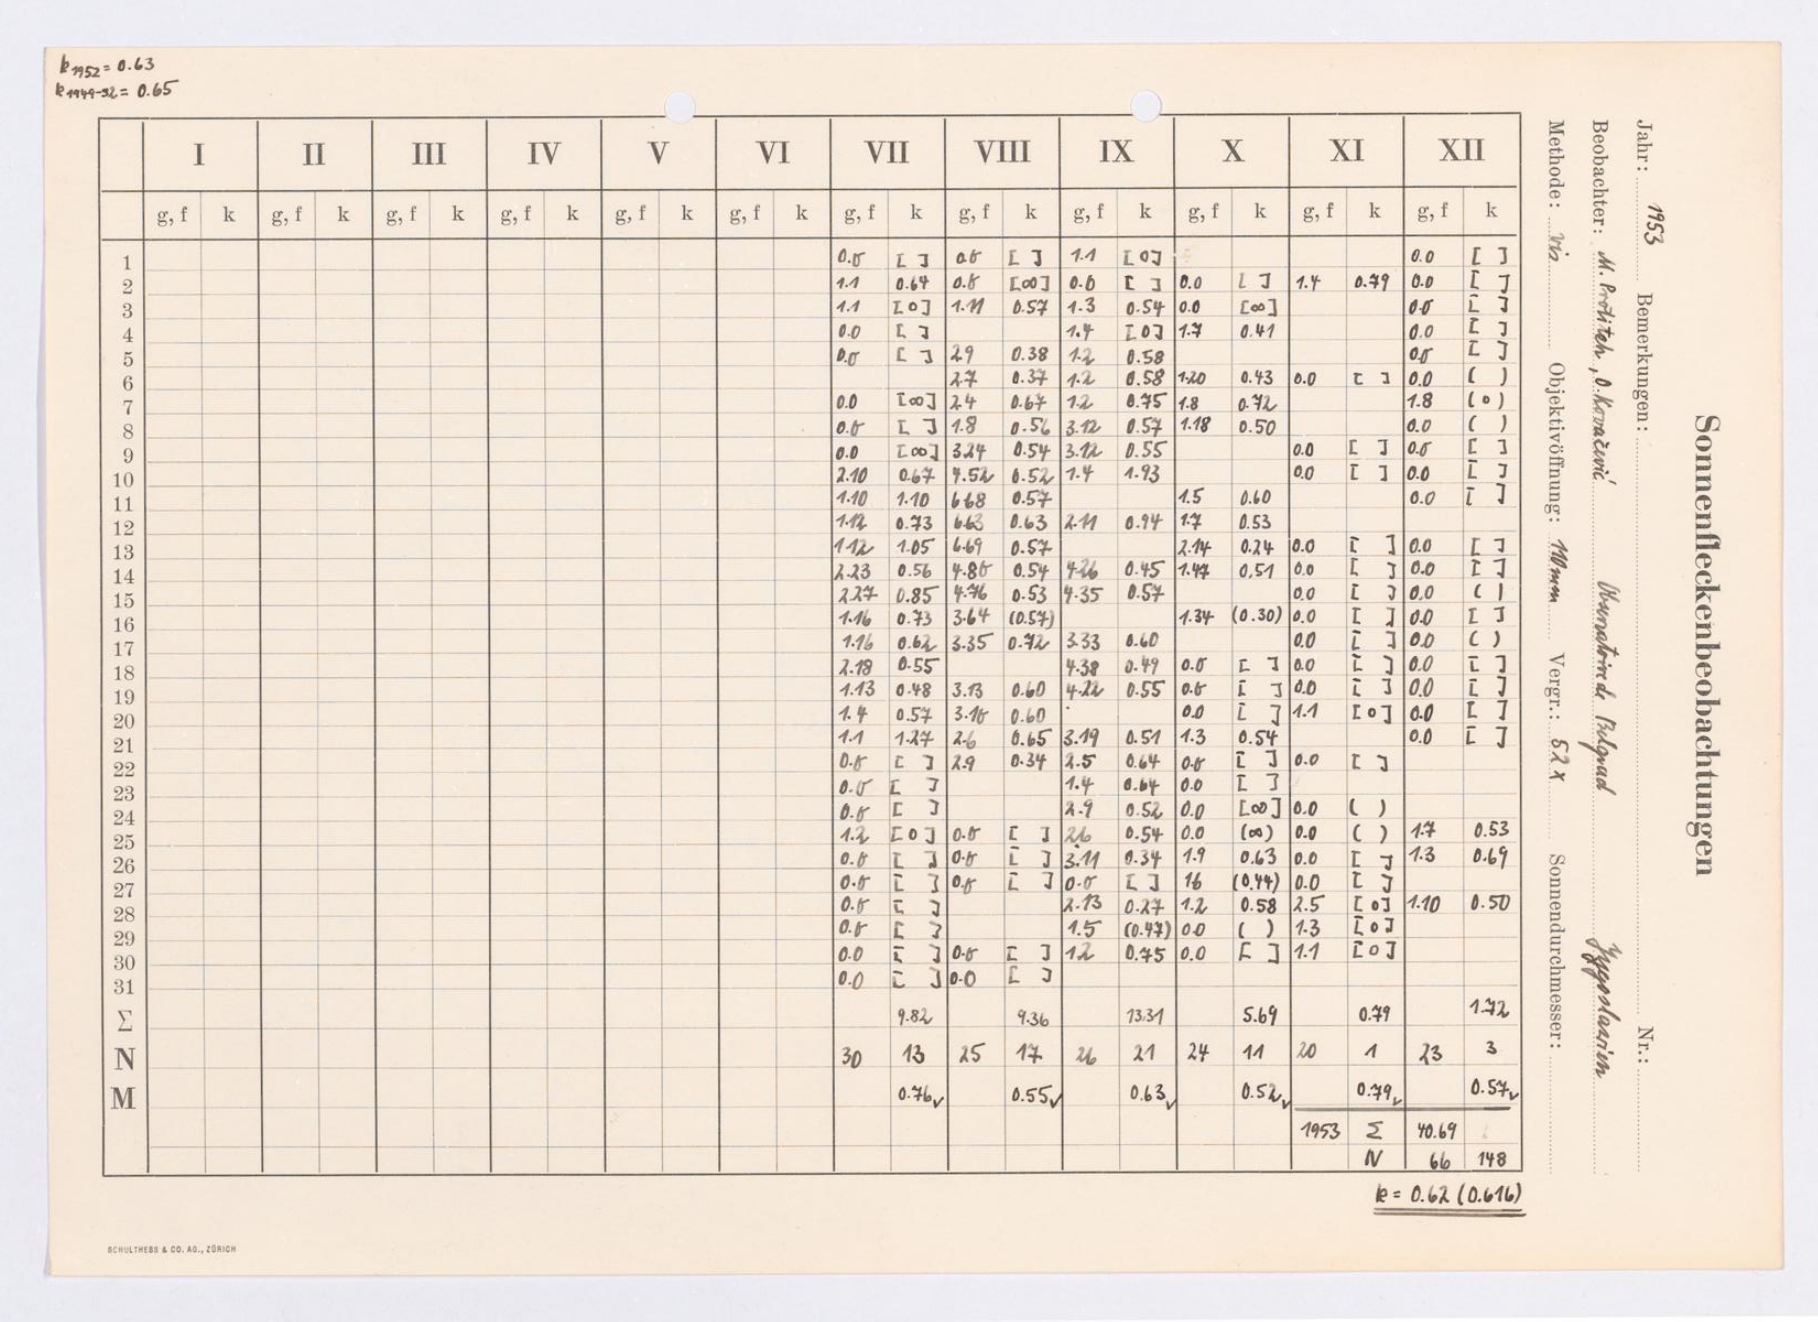 k 1952 = 0.63
k 1949-52 = 0.65
Sonnenfleckenbeobachtungen
Jahr: 1953 Bemerkungen: Nr.:
Beobachter: M. Protitch, O. Kovačević Belgrad Jugoslawien
Methode: vis Objektivöffnung: 110mm Vergr.: 52x Sonnendurchmesser:
I II III IV V VI VII VIII IX X XI XII
g, f k g, f k g, f k g, f k g, f k g, f k g, f k g, f k g, f k g, f k g, f k g, f k
1 0.0 [ ] 0.0 [ ] 1.1 [0] 0.0 [ ]
2 1.1 0.64 0.0 [∞] 0.0 [ ] 0.0 [ ] 1.4 0.79 0.0 [ ]
3 1.1 [0] 1.11 0.57 1.3 0.54 0.0 [∞] 0.0 [ ]
4 0.0 [ ] 1.4 [0] 1.7 0.41 0.0 [ ]
5 0.0 [ ] 2.9 0.38 1.2 0.58 0.0 [ ]
6 2.7 0.37 1.2 0.58 1.20 0.43 0.0 [ ] 0.0 ( )
7 0.0 [∞] 2.4 0.67 1.2 0.75 1.8 0.72 1.8 (0)
8 0.0 [ ] 1.8 0.56 3.12 0.57 1.18 0.50 0.0 ( )
9 0.0 [∞] 3.24 0.54 3.12 0.55 0.0 [ ] 0.0 [ ]
10 2.10 0.67 4.52 0.52 1.4 1.93 0.0 [ ] 0.0 [ ]
11 1.10 1.10 6.68 0.57 1.5 0.60 0.0 [ ]
12 1.12 0.73 6.63 0.63 2.11 0.94 1.7 0.53
13 1.12 1.05 6.69 0.57 2.14 0.24 0.0 [ ] 0.0 [ ]
14 2.23 0.56 4.80 0.54 4.26 0.45 1.47 0.51 0.0 [ ] 0.0 [ ]
15 2.27 0.85 4.76 0.53 4.35 0.57 0.0 [ ] 0.0 ( )
16 1.16 0.73 3.64 (0.57) 1.34 (0.30) 0.0 [ ] 0.0 [ ]
17 1.16 0.62 3.35 0.72 3.33 0.60 0.0 [ ] 0.0 ( )
18 2.18 0.55 4.38 0.49 0.0 [ ] 0.0 [ ] 0.0 [ ]
19 1.13 0.48 3.13 0.60 4.22 0.55 0.0 [ ] 0.0 [ ] 0.0 [ ]
20 1.4 0.57 3.10 0.60 0.0 [ ] 1.1 [0] 0.0 [ ]
21 1.1 1.27 2.6 0.65 3.19 0.51 1.3 0.54 0.0 [ ]
22 0.0 [ ] 2.9 0.34 2.5 0.64 0.0 [ ] 0.0 [ ]
23 0.0 [ ] 1.4 0.64 0.0 [ ]
24 0.0 [ ] 2.9 0.52 0.0 [∞] 0.0 ( )
25 1.2 [0] 0.0 [ ] 2.6 0.54 0.0 (∞) 0.0 ( ) 1.7 0.53
26 0.0 [ ] 0.0 [ ] 3.11 0.34 1.9 0.63 0.0 [ ] 1.3 0.69
27 0.0 [ ] 0.0 [ ] 0.0 [ ] 1.6 (0.44) 0.0 [ ]
28 0.0 [ ] 2.13 0.27 1.2 0.58 2.5 [0] 1.10 0.50
29 0.0 [ ] 1.5 (0.47) 0.0 ( ) 1.3 [0]
30 0.0 [ ] 0.0 [ ] 1.2 0.75 0.0 [ ] 1.1 [0]
31 0.0 [ ] 0.0 [ ]
Σ 9.82 9.36 13.31 5.69 0.79 1.72
N 30 13 25 17 26 21 24 11 20 1 23 3
M 0.76✓ 0.55✓ 0.63✓ 0.52✓ 0.79✓ 0.57✓
1953 Σ 40.69
N 66 148
k = 0.62 (0.616)
SCHULTHESS & CO. AG., ZÜRICH